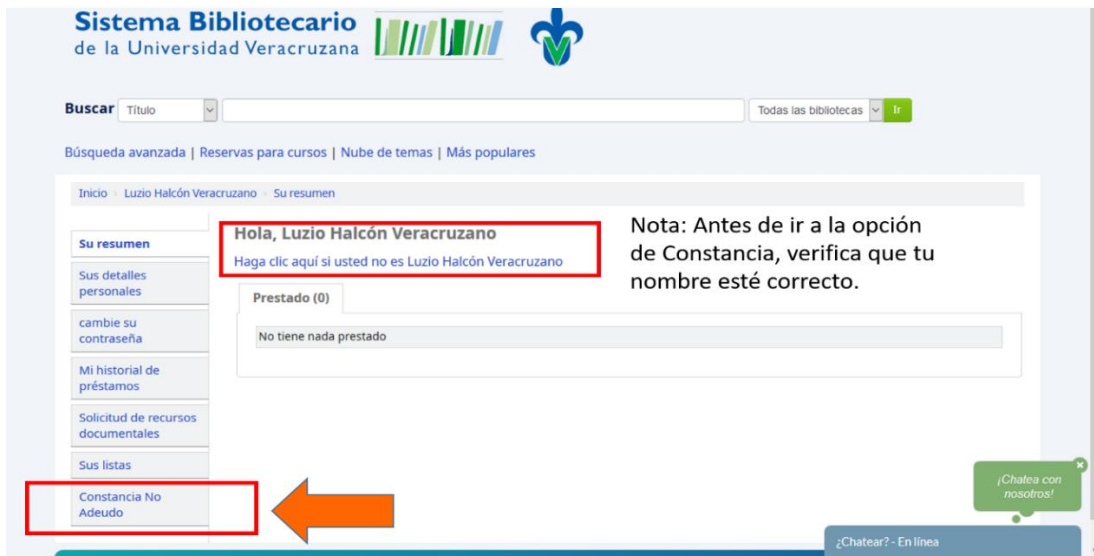 Sistema Bibliotecario
de la Universidad Veracruzana
Buscar Título Todas las bibliotecas Ir
Búsqueda avanzada | Reservas para cursos | Nube de temas | Más populares
Inicio › Luzio Halcón Veracruzano › Su resumen
Su resumen
Sus detalles
personales
cambie su
contraseña
Mi historial de
préstamos
Solicitud de recursos
documentales
Sus listas
Constancia No
Adeudo
Hola, Luzio Halcón Veracruzano
Haga clic aquí si usted no es Luzio Halcón Veracruzano
Prestado (0)
No tiene nada prestado
Nota: Antes de ir a la opción
de Constancia, verifica que tu
nombre esté correcto.
¡Chatea con
nosotros!
¿Chatear? - En línea